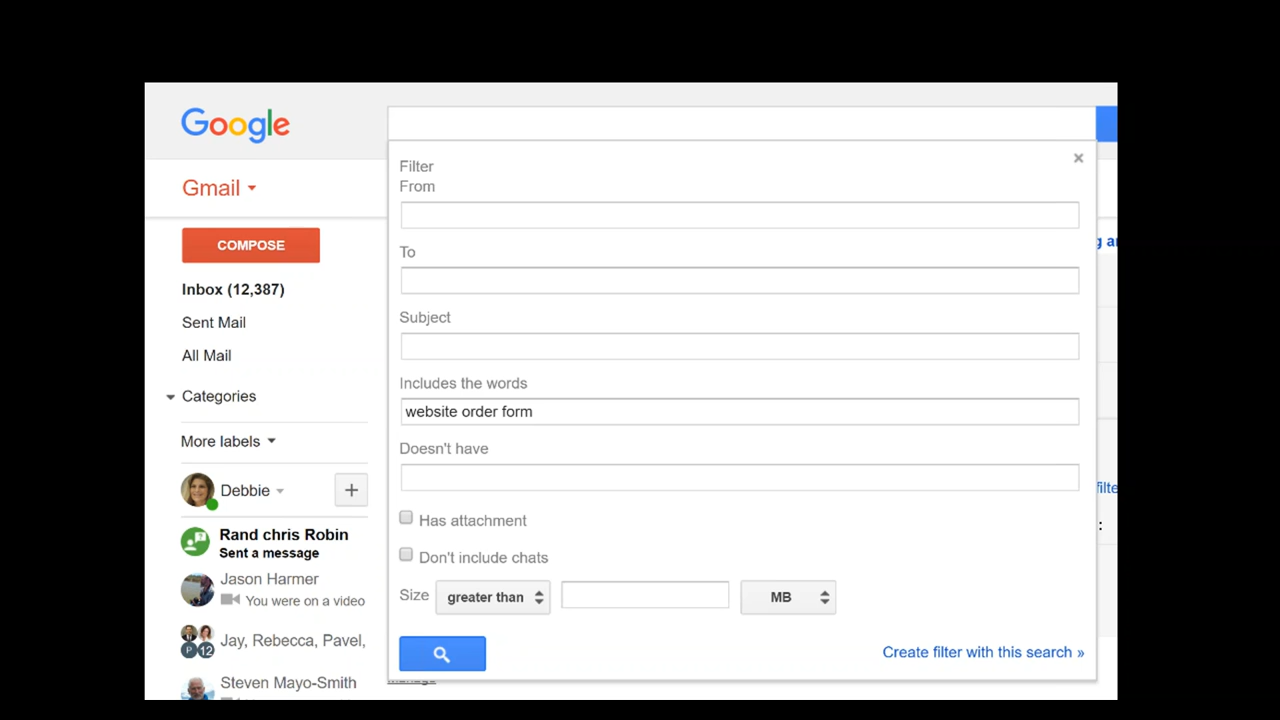 Google
Filter
From
Gmail
COMPOSE
To
Inbox (12,387)
Sent Mail
Subject
All Mail
Includes the words
Categories
website order form
More labels
Doesn't have
Debbie
+
filte
Has attachment
:
Rand chris Robin
Sent a message
Don't include chats
Jason Harmer
You were on a video
Size greater than MB
Jay, Rebecca, Pavel,
P 12
Create filter with this search »
Steven Mayo-Smith